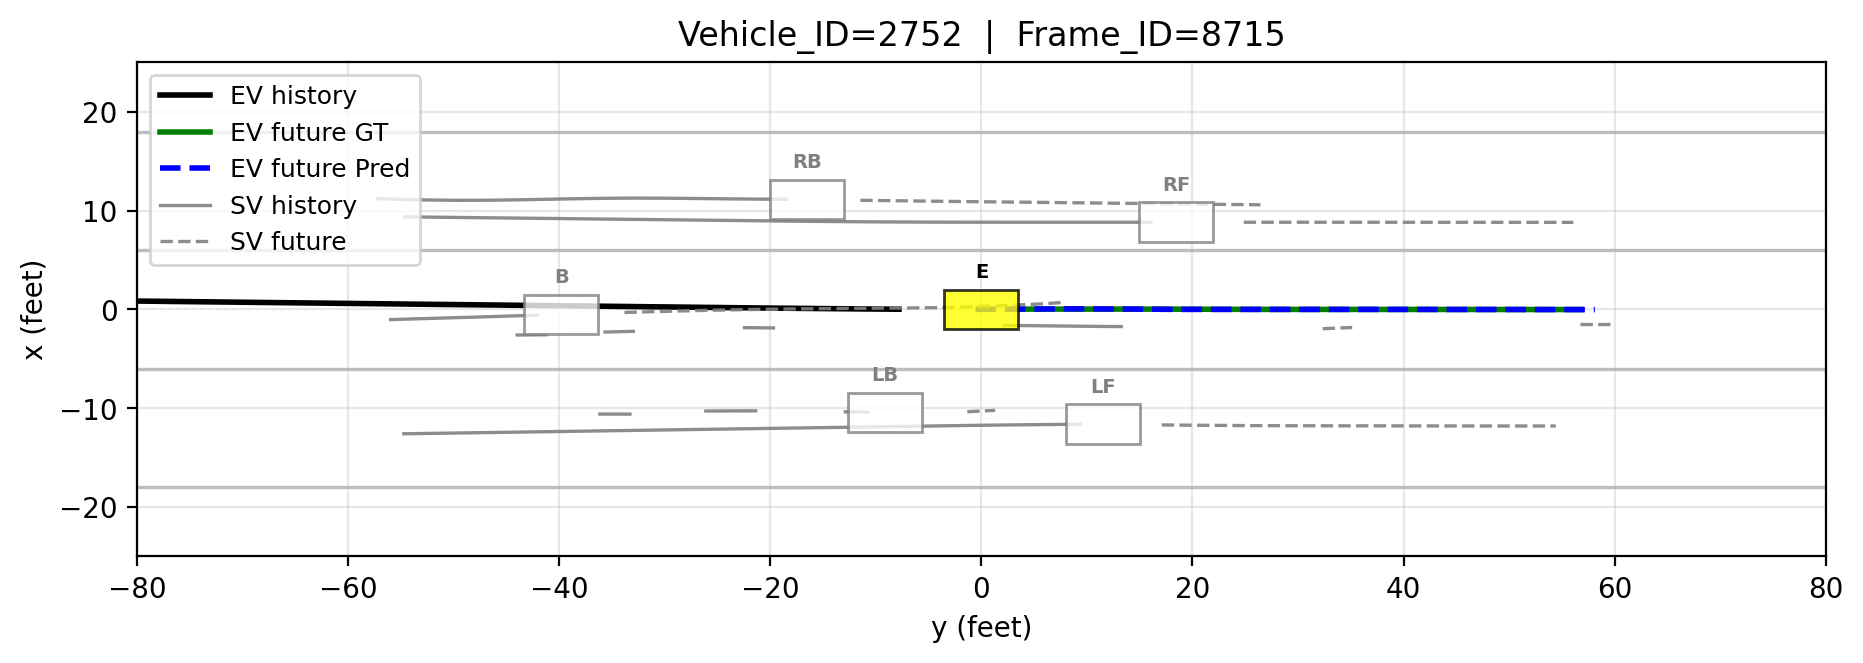 Vehicle_ID=2752 | Frame_ID=8715
EV history
EV future GT
EV future Pred
SV history
SV future
RB
RF
B
E
LB
LF
20
10
0
−10
−20
x (feet)
−80
−60
−40
−20
0
20
40
60
80
y (feet)